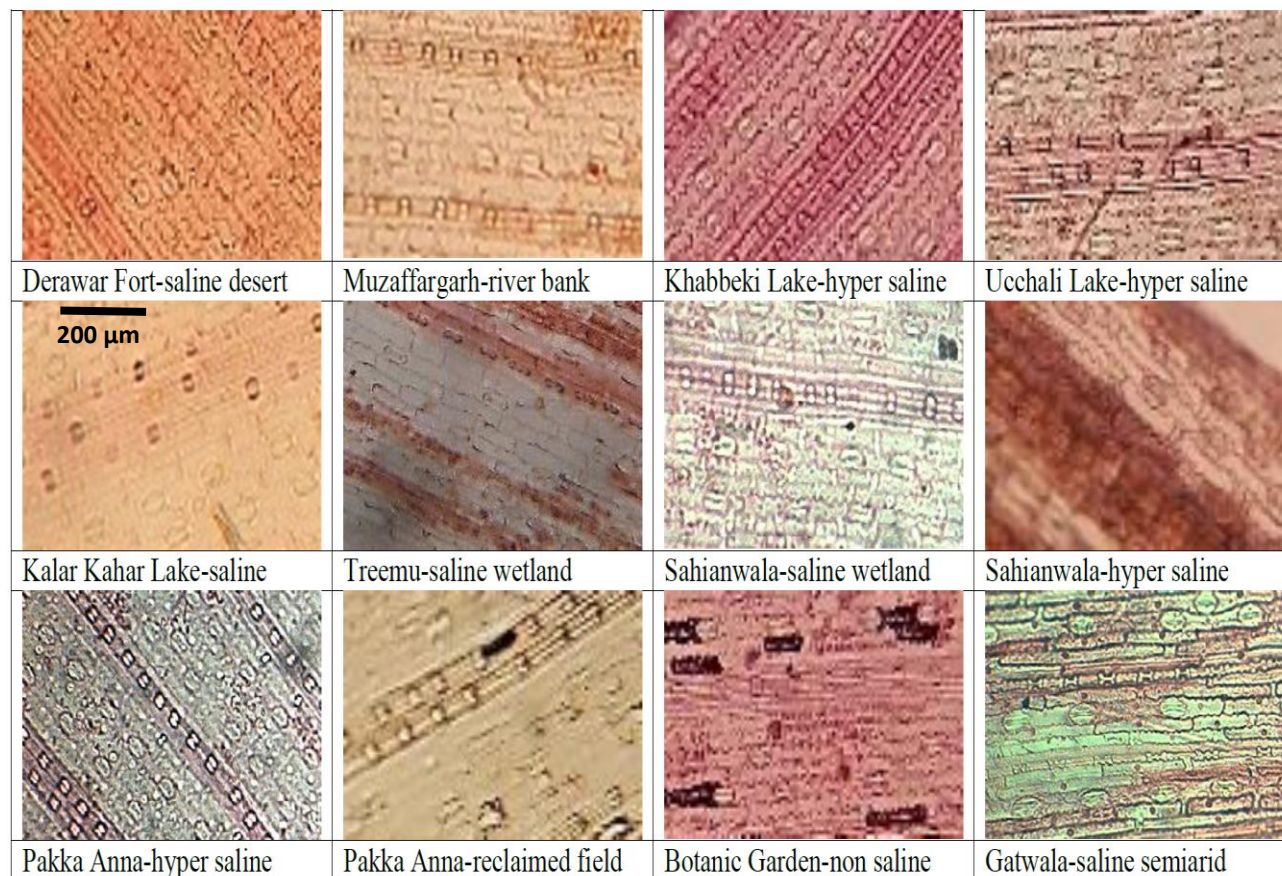 Derawar Fort-saline desert
Muzaffargarh-river bank
Khabbeki Lake-hyper saline
Ucchali Lake-hyper saline
200 µm
Kalar Kahar Lake-saline
Treemu-saline wetland
Sahianwala-saline wetland
Sahianwala-hyper saline
Pakka Anna-hyper saline
Pakka Anna-reclaimed field
Botanic Garden-non saline
Gatwala-saline semiarid